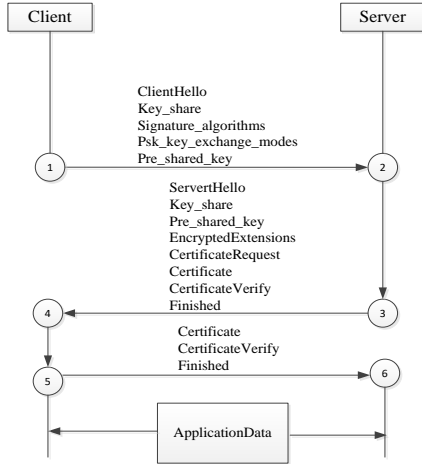 Client
Server
ClientHello
Key_share
Signature_algorithms
Psk_key_exchange_modes
Pre_shared_key
1
2
ServertHello
Key_share
Pre_shared_key
EncryptedExtensions
CertificateRequest
Certificate
CertificateVerify
Finished
4
3
Certificate
CertificateVerify
Finished
5
6
ApplicationData